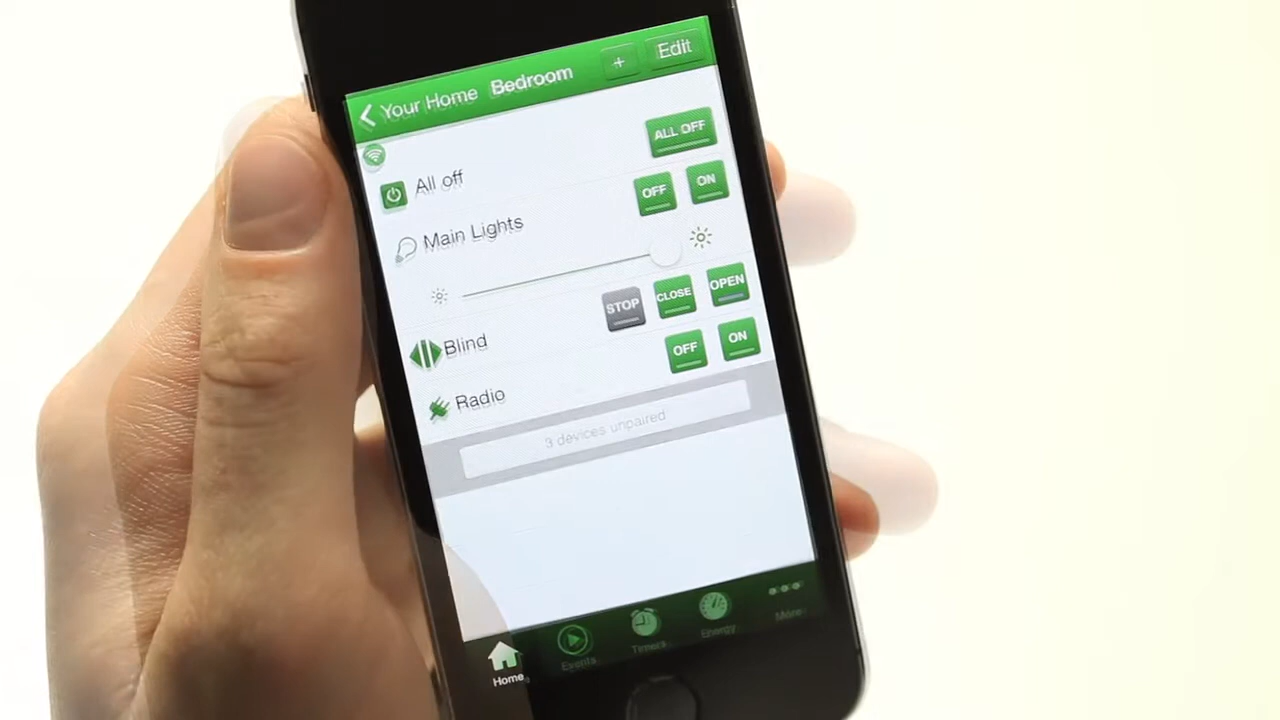 Your Home Bedroom + Edit
ALL OFF
All off
OFF ON
Main Lights
STOP CLOSE OPEN
Blind
OFF ON
Radio
3 devices unpaired
Home Events Timers Energy More